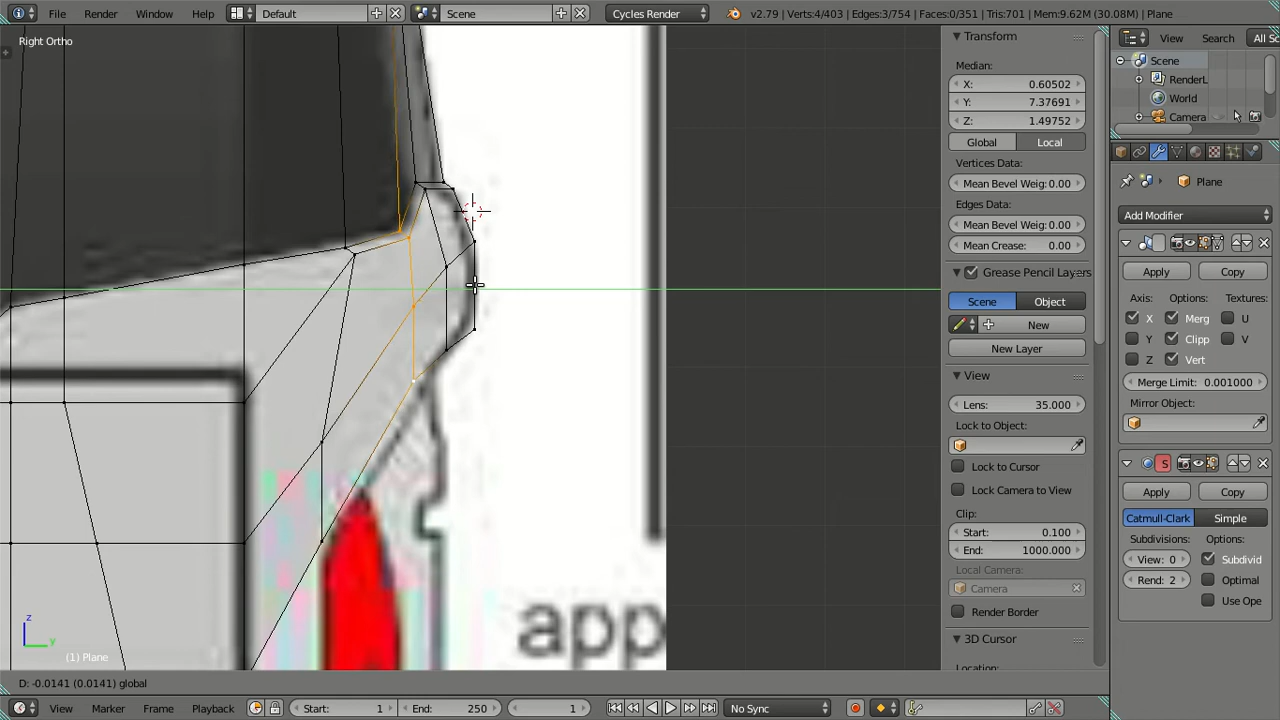 File Render Window Help Default Scene Cycles Render v2.79 | Verts:4/403 | Edges:3/754 | Faces:0/351 | Tris:701 | Mem:9.62M (30.08M) | Plane
Right Ortho
app
z
y
(1) Plane
D: -0.0141 (0.0141) global
Transform
Median:
X: 0.60502
Y: 7.37691
Z: 1.49752
Global Local
Vertices Data:
Mean Bevel Weig: 0.00
Edges Data:
Mean Bevel Weig: 0.00
Mean Crease: 0.00
Grease Pencil Layers
Scene Object
New
New Layer
View
Lens: 35.000
Lock to Object:
Lock to Cursor
Lock Camera to View
Clip:
Start: 0.100
End: 1000.000
Local Camera:
Camera
Render Border
3D Cursor
Location:
View Search All Sc
Scene
RenderL
World
Camera
Plane
Add Modifier
Apply Copy
Axis: Options: Textures:
X Merg U
Y Clipp V
Z Vert
Merge Limit: 0.001000
Mirror Object:
S
Apply Copy
Catmull-Clark Simple
Subdivisions: Options:
View: 0 Subdivid
Rend: 2 Optimal
Use Ope
View Marker Frame Playback Start: 1 End: 250 1 No Sync